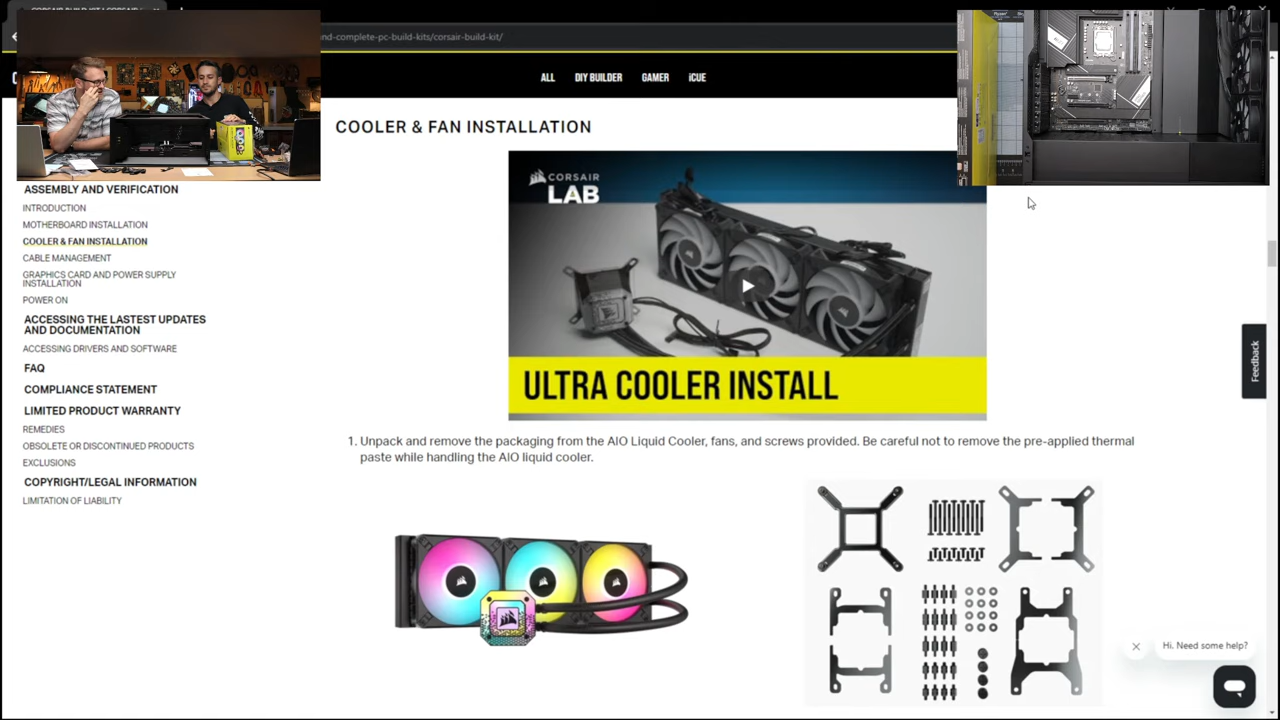 nd-complete-pc-build-kits/corsair-build-kit/
ALL
DIY BUILDER
GAMER
iCUE
COOLER & FAN INSTALLATION
ASSEMBLY AND VERIFICATION
INTRODUCTION
MOTHERBOARD INSTALLATION
COOLER & FAN INSTALLATION
CABLE MANAGEMENT
GRAPHICS CARD AND POWER SUPPLY
INSTALLATION
POWER ON
ACCESSING THE LASTEST UPDATES
AND DOCUMENTATION
ACCESSING DRIVERS AND SOFTWARE
FAQ
COMPLIANCE STATEMENT
LIMITED PRODUCT WARRANTY
REMEDIES
OBSOLETE OR DISCONTINUED PRODUCTS
EXCLUSIONS
COPYRIGHT/LEGAL INFORMATION
LIMITATION OF LIABILITY
CORSAIR
LAB
ULTRA COOLER INSTALL
1. Unpack and remove the packaging from the AIO Liquid Cooler, fans, and screws provided. Be careful not to remove the pre-applied thermal
paste while handling the AIO liquid cooler.
Feedback
Hi. Need some help?